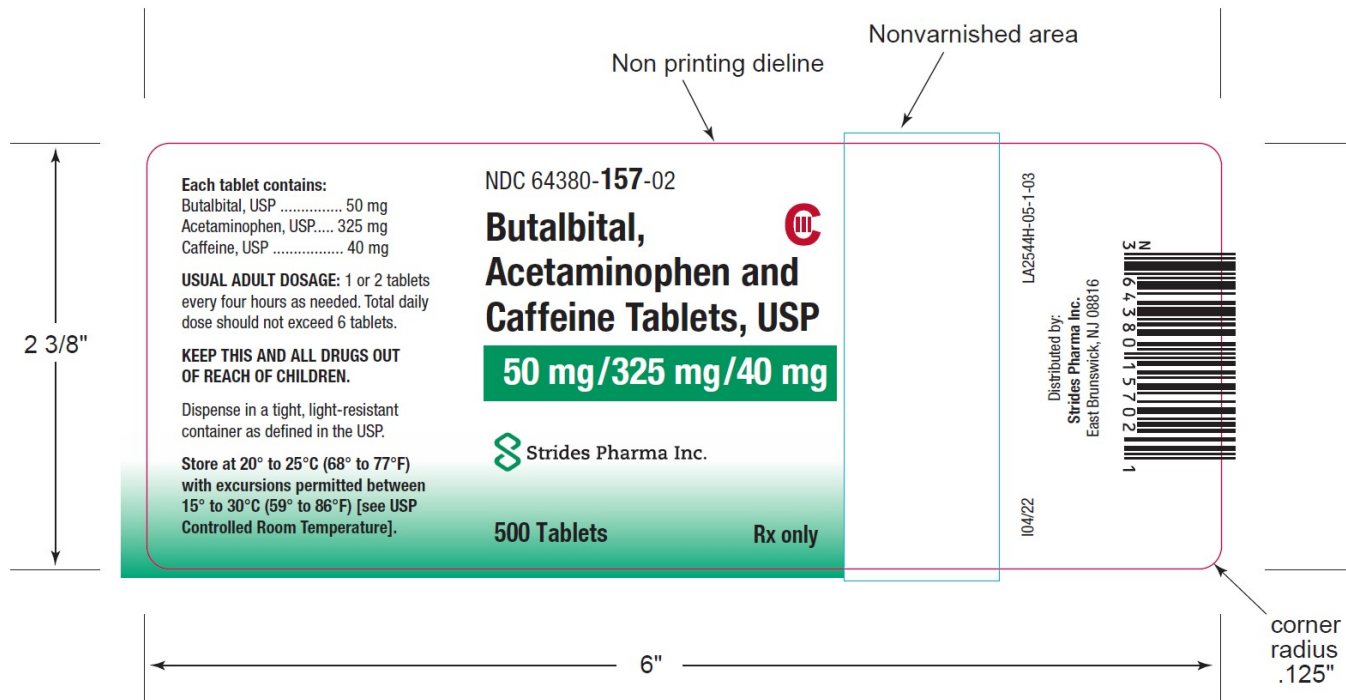 Nonvarnished area
Non printing dieline
2 3/8"
Each tablet contains:
Butalbital, USP ............... 50 mg
Acetaminophen, USP..... 325 mg
Caffeine, USP ................. 40 mg
USUAL ADULT DOSAGE: 1 or 2 tablets
every four hours as needed. Total daily
dose should not exceed 6 tablets.
KEEP THIS AND ALL DRUGS OUT
OF REACH OF CHILDREN.
Dispense in a tight, light-resistant
container as defined in the USP.
Store at 20° to 25°C (68° to 77°F)
with excursions permitted between
15° to 30°C (59° to 86°F) [see USP
Controlled Room Temperature].
NDC 64380-157-02
Butalbital,
CIII
Acetaminophen and
Caffeine Tablets, USP
50 mg/325 mg/40 mg
Strides Pharma Inc.
500 Tablets
Rx only
LA2544H-05-1-03
I04/22
Distributed by:
Strides Pharma Inc.
East Brunswick, NJ 08816
N
3 64380 15702 1
corner
radius
.125"
6"